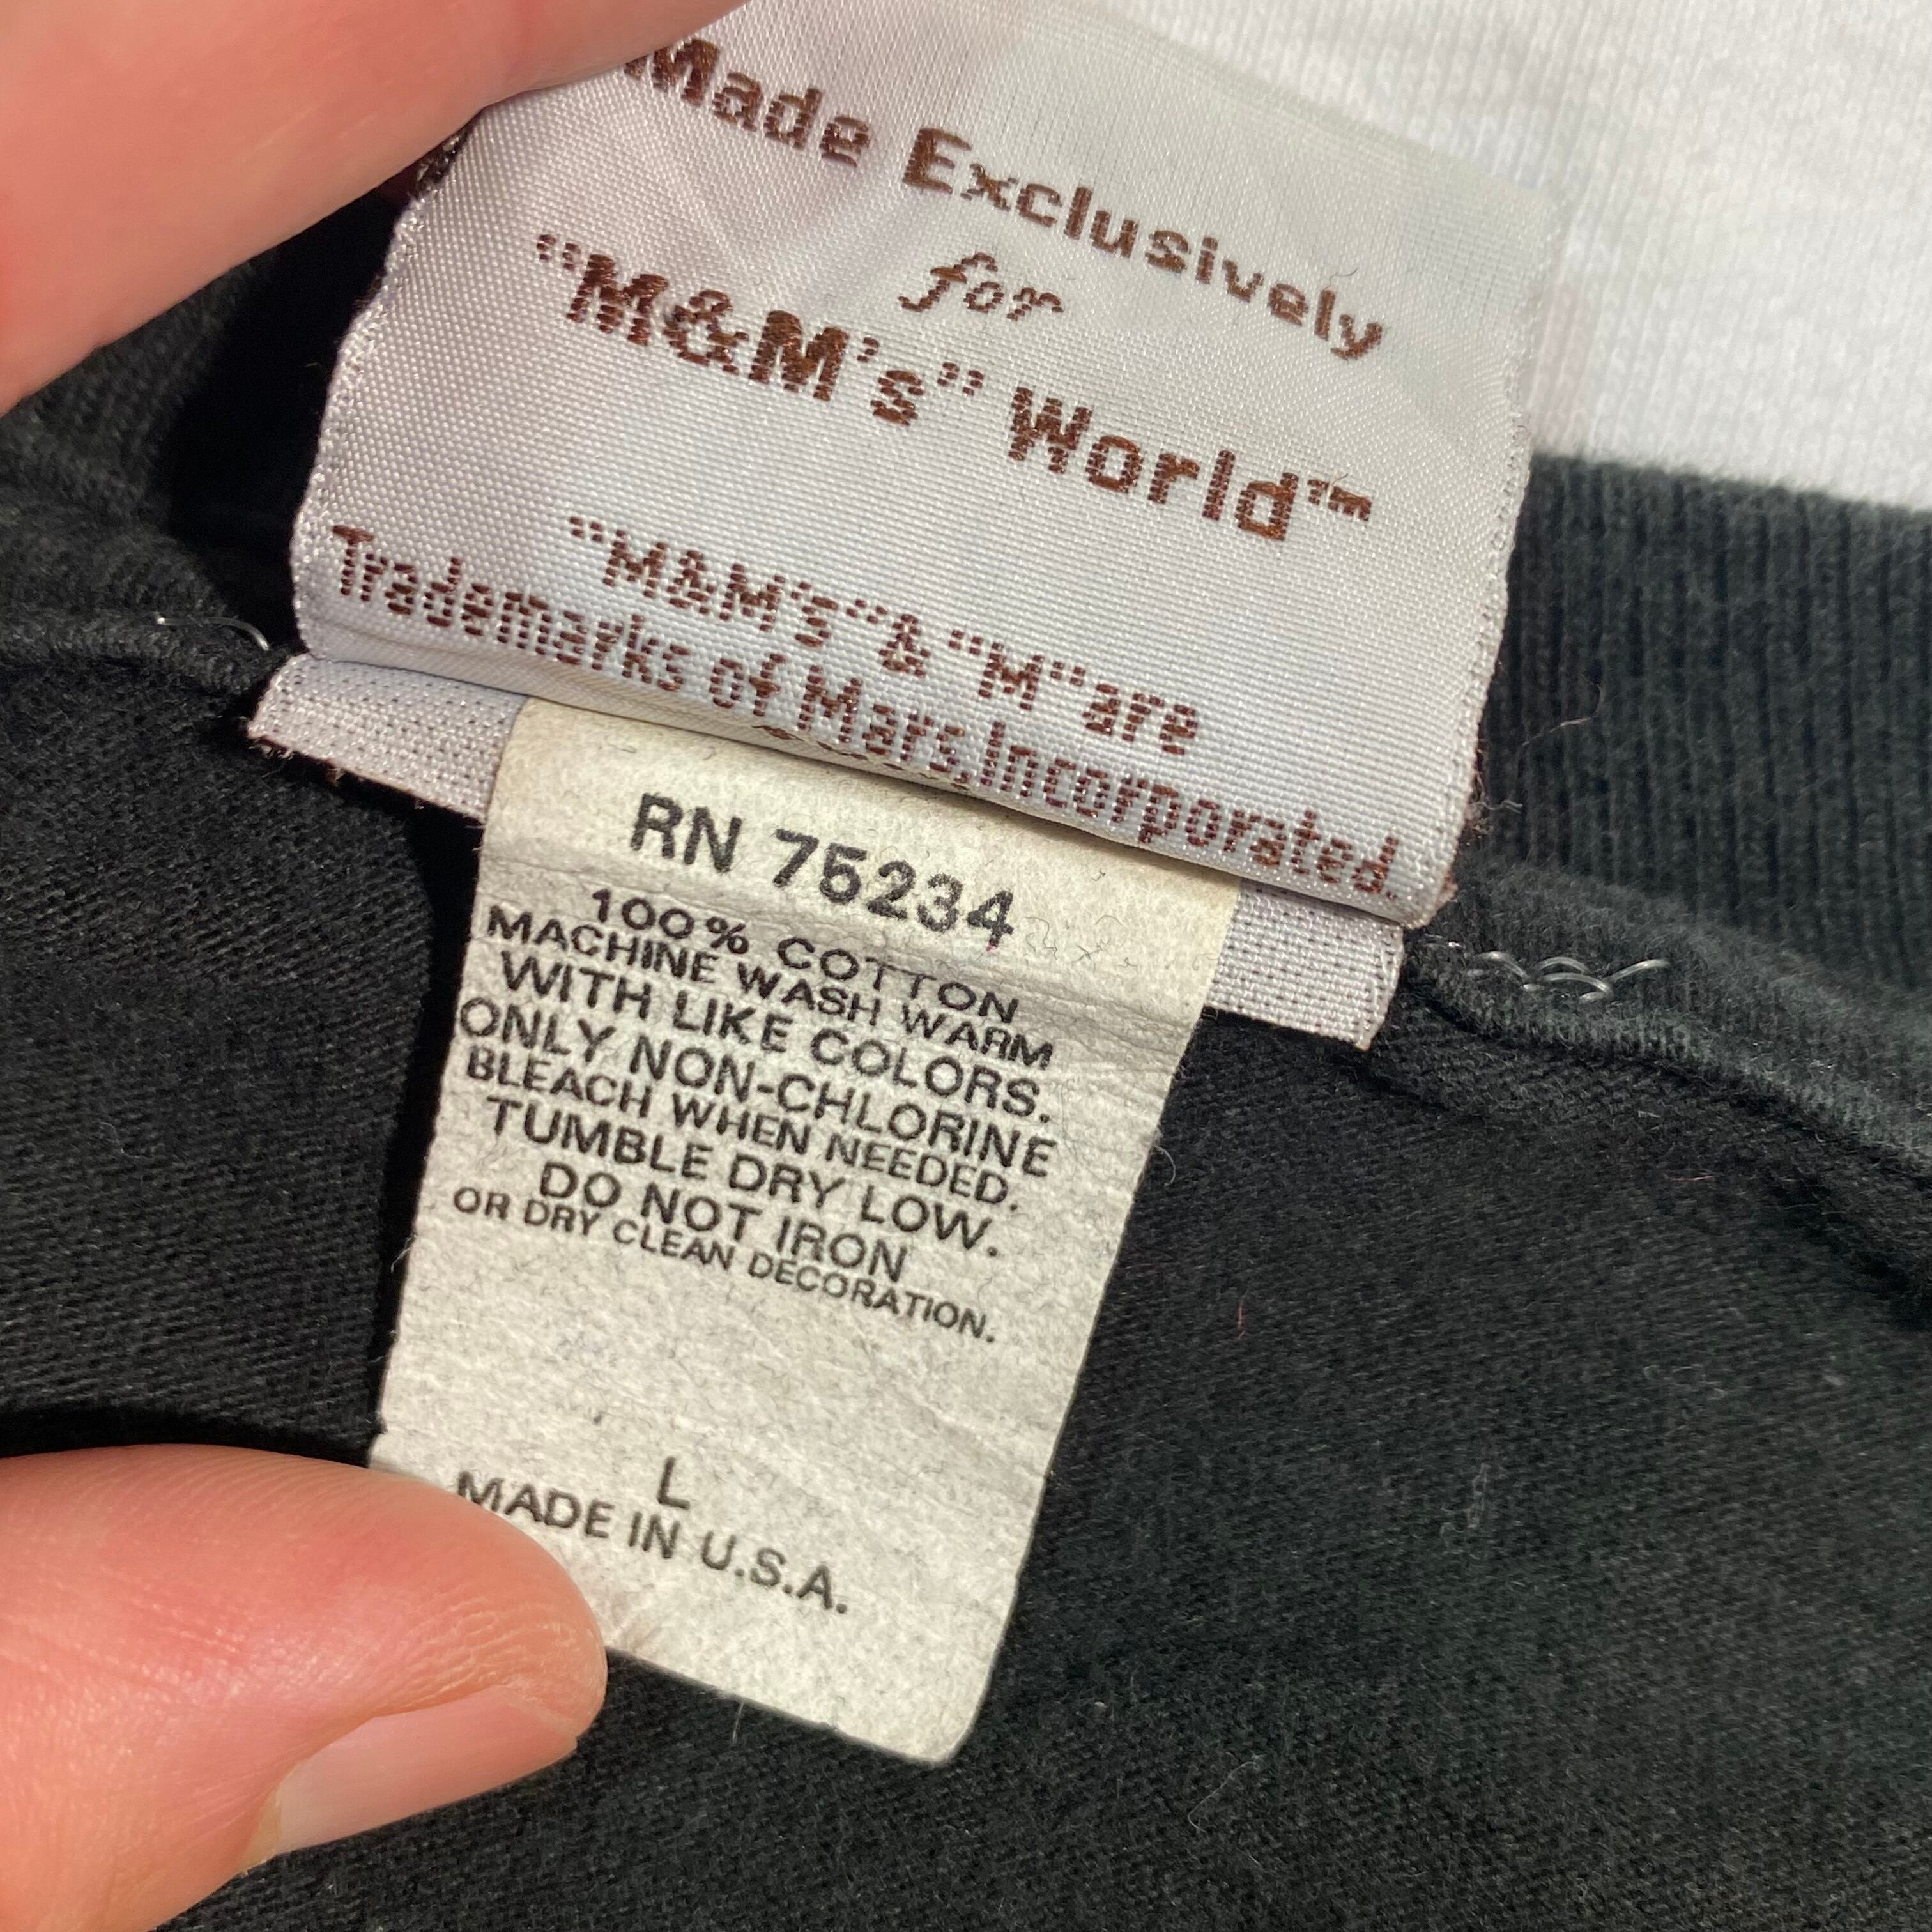 Made Exclusively
for
"M&M's" World™
"M&M's"&"M"are
Trademarks of Mars,Incorporated.
RN 75234
100% COTTON
MACHINE WASH WARM
WITH LIKE COLORS.
ONLY NON-CHLORINE
BLEACH WHEN NEEDED.
TUMBLE DRY LOW.
DO NOT IRON
OR DRY CLEAN DECORATION.
L
MADE IN U.S.A.